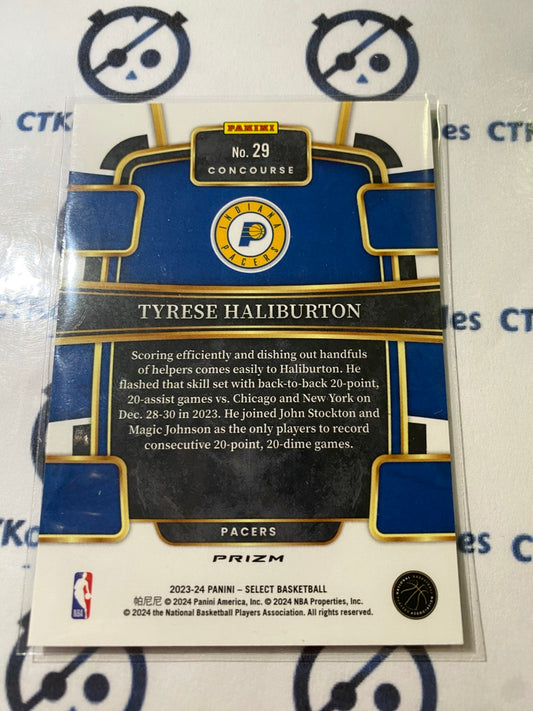 CTK
les
PANINI
No. 29
CONCOURSE
INDIANA
PACERS
P
les CTK
TYRESE HALIBURTON
Scoring efficiently and dishing out handfuls
of helpers comes easily to Haliburton. He
flashed that skill set with back-to-back 20-point,
20-assist games vs. Chicago and New York on
Dec. 28-30 in 2023. He joined John Stockton and
Magic Johnson as the only players to record
consecutive 20-point, 20-dime games.
PACERS
CTK
les CT
PRIZM
2023-24 PANINI – SELECT BASKETBALL
帕尼尼 © 2024 Panini America, Inc. © 2024 NBA Properties, Inc.
© 2024 the National Basketball Players Association. All rights reserved.
NBA